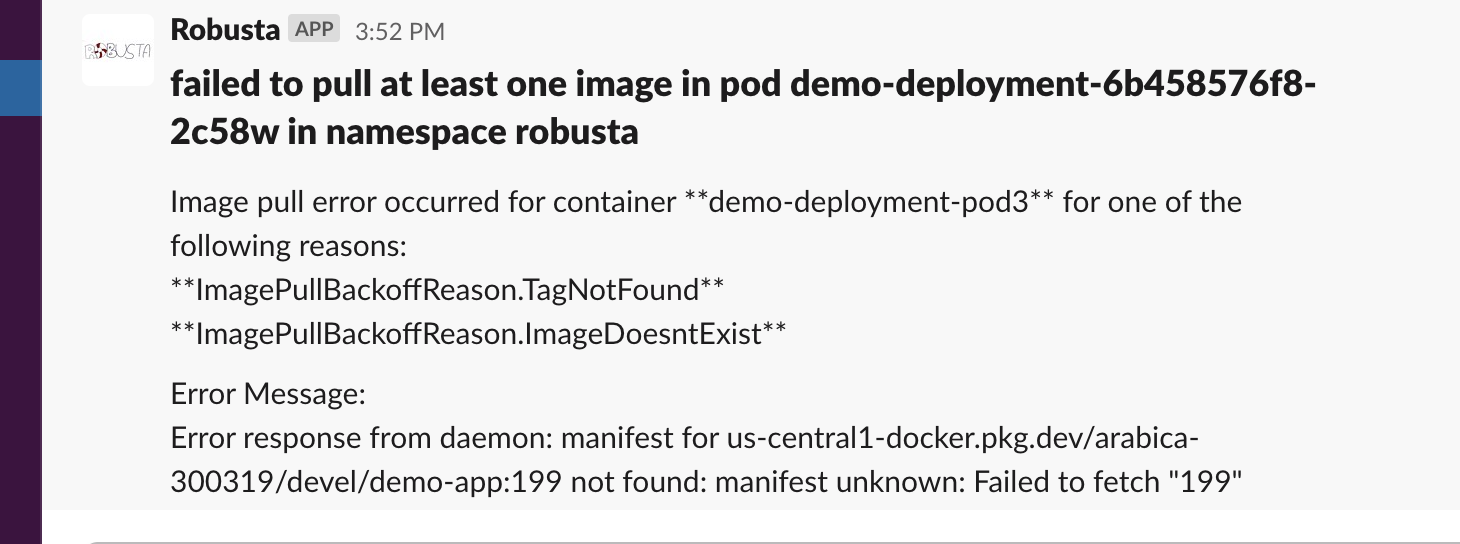 ROBUSTA
Robusta APP 3:52 PM
failed to pull at least one image in pod demo-deployment-6b458576f8-
2c58w in namespace robusta
Image pull error occurred for container **demo-deployment-pod3** for one of the
following reasons:
**ImagePullBackoffReason.TagNotFound**
**ImagePullBackoffReason.ImageDoesntExist**
Error Message:
Error response from daemon: manifest for us-central1-docker.pkg.dev/arabica-
300319/devel/demo-app:199 not found: manifest unknown: Failed to fetch "199"